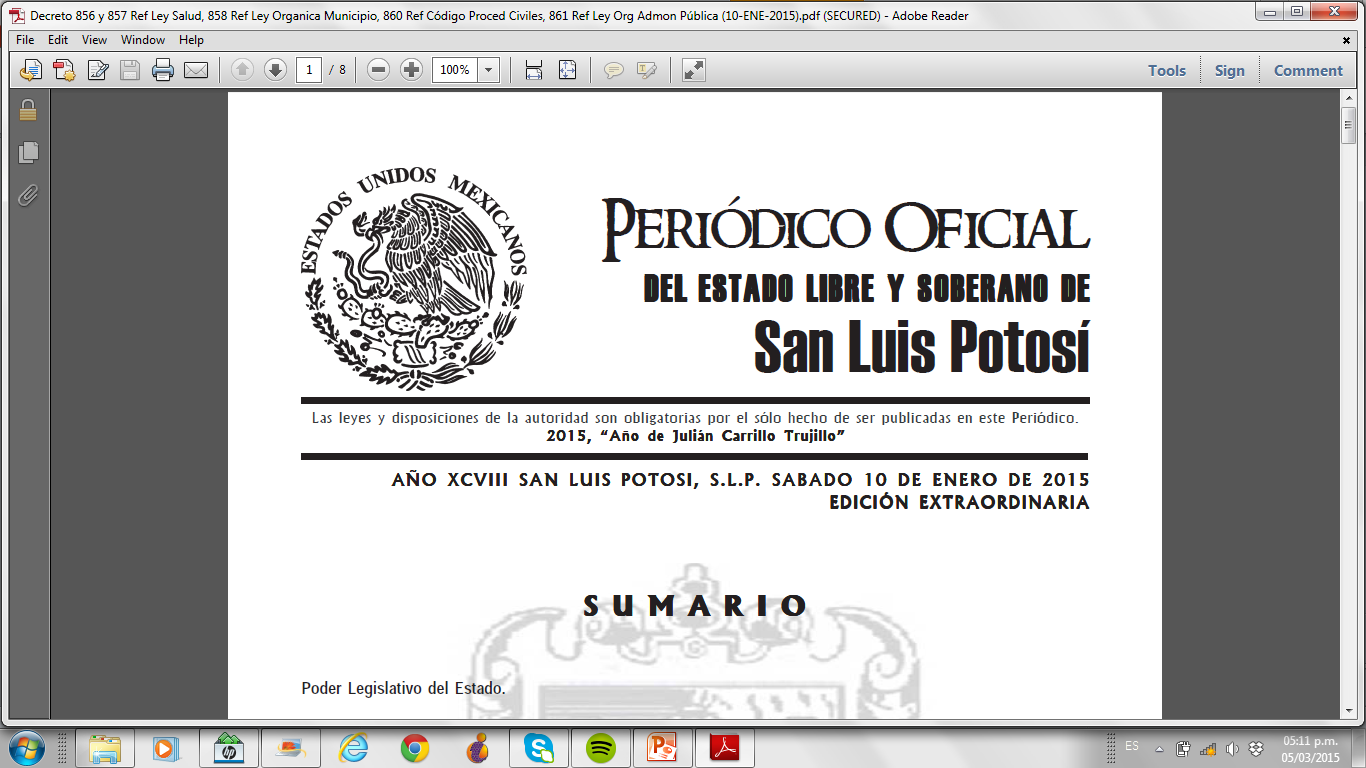 Decreto 856 y 857 Ref Ley Salud, 858 Ref Ley Organica Municipio, 860 Ref Código Proced Civiles, 861 Ref Ley Org Admon Pública (10-ENE-2015).pdf (SECURED) - Adobe Reader
File Edit View Window Help
1 / 8 100% Tools Sign Comment
ESTADOS UNIDOS MEXICANOS
PERIÓDICO OFICIAL
DEL ESTADO LIBRE Y SOBERANO DE
San Luis Potosí
Las leyes y disposiciones de la autoridad son obligatorias por el sólo hecho de ser publicadas en este Periódico.
2015, “Año de Julián Carrillo Trujillo”
AÑO XCVIII SAN LUIS POTOSI, S.L.P. SABADO 10 DE ENERO DE 2015
EDICIÓN EXTRAORDINARIA
SUMARIO
Poder Legislativo del Estado.
ES
05:11 p.m.
05/03/2015